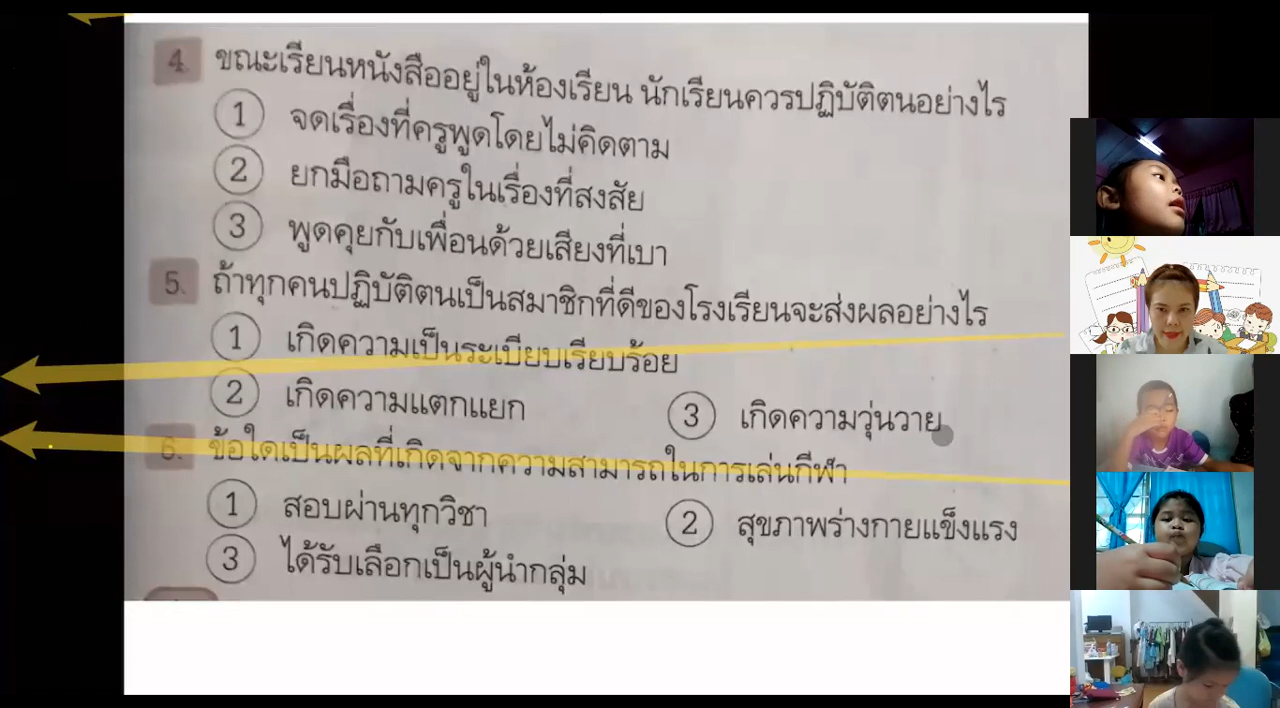 4. ขณะเรียนหนังสืออยู่ในห้องเรียน นักเรียนควรปฏิบัติตนอย่างไร
1 จดเรื่องที่ครูพูดโดยไม่คิดตาม
2 ยกมือถามครูในเรื่องที่สงสัย
3 พูดคุยกับเพื่อนด้วยเสียงที่เบา
5. ถ้าทุกคนปฏิบัติตนเป็นสมาชิกที่ดีของโรงเรียนจะส่งผลอย่างไร
1 เกิดความเป็นระเบียบเรียบร้อย
2 เกิดความแตกแยก 3 เกิดความวุ่นวาย
6. ข้อใดเป็นผลที่เกิดจากความสามารถในการเล่นกีฬา
1 สอบผ่านทุกวิชา 2 สุขภาพร่างกายแข็งแรง
3 ได้รับเลือกเป็นผู้นำกลุ่ม